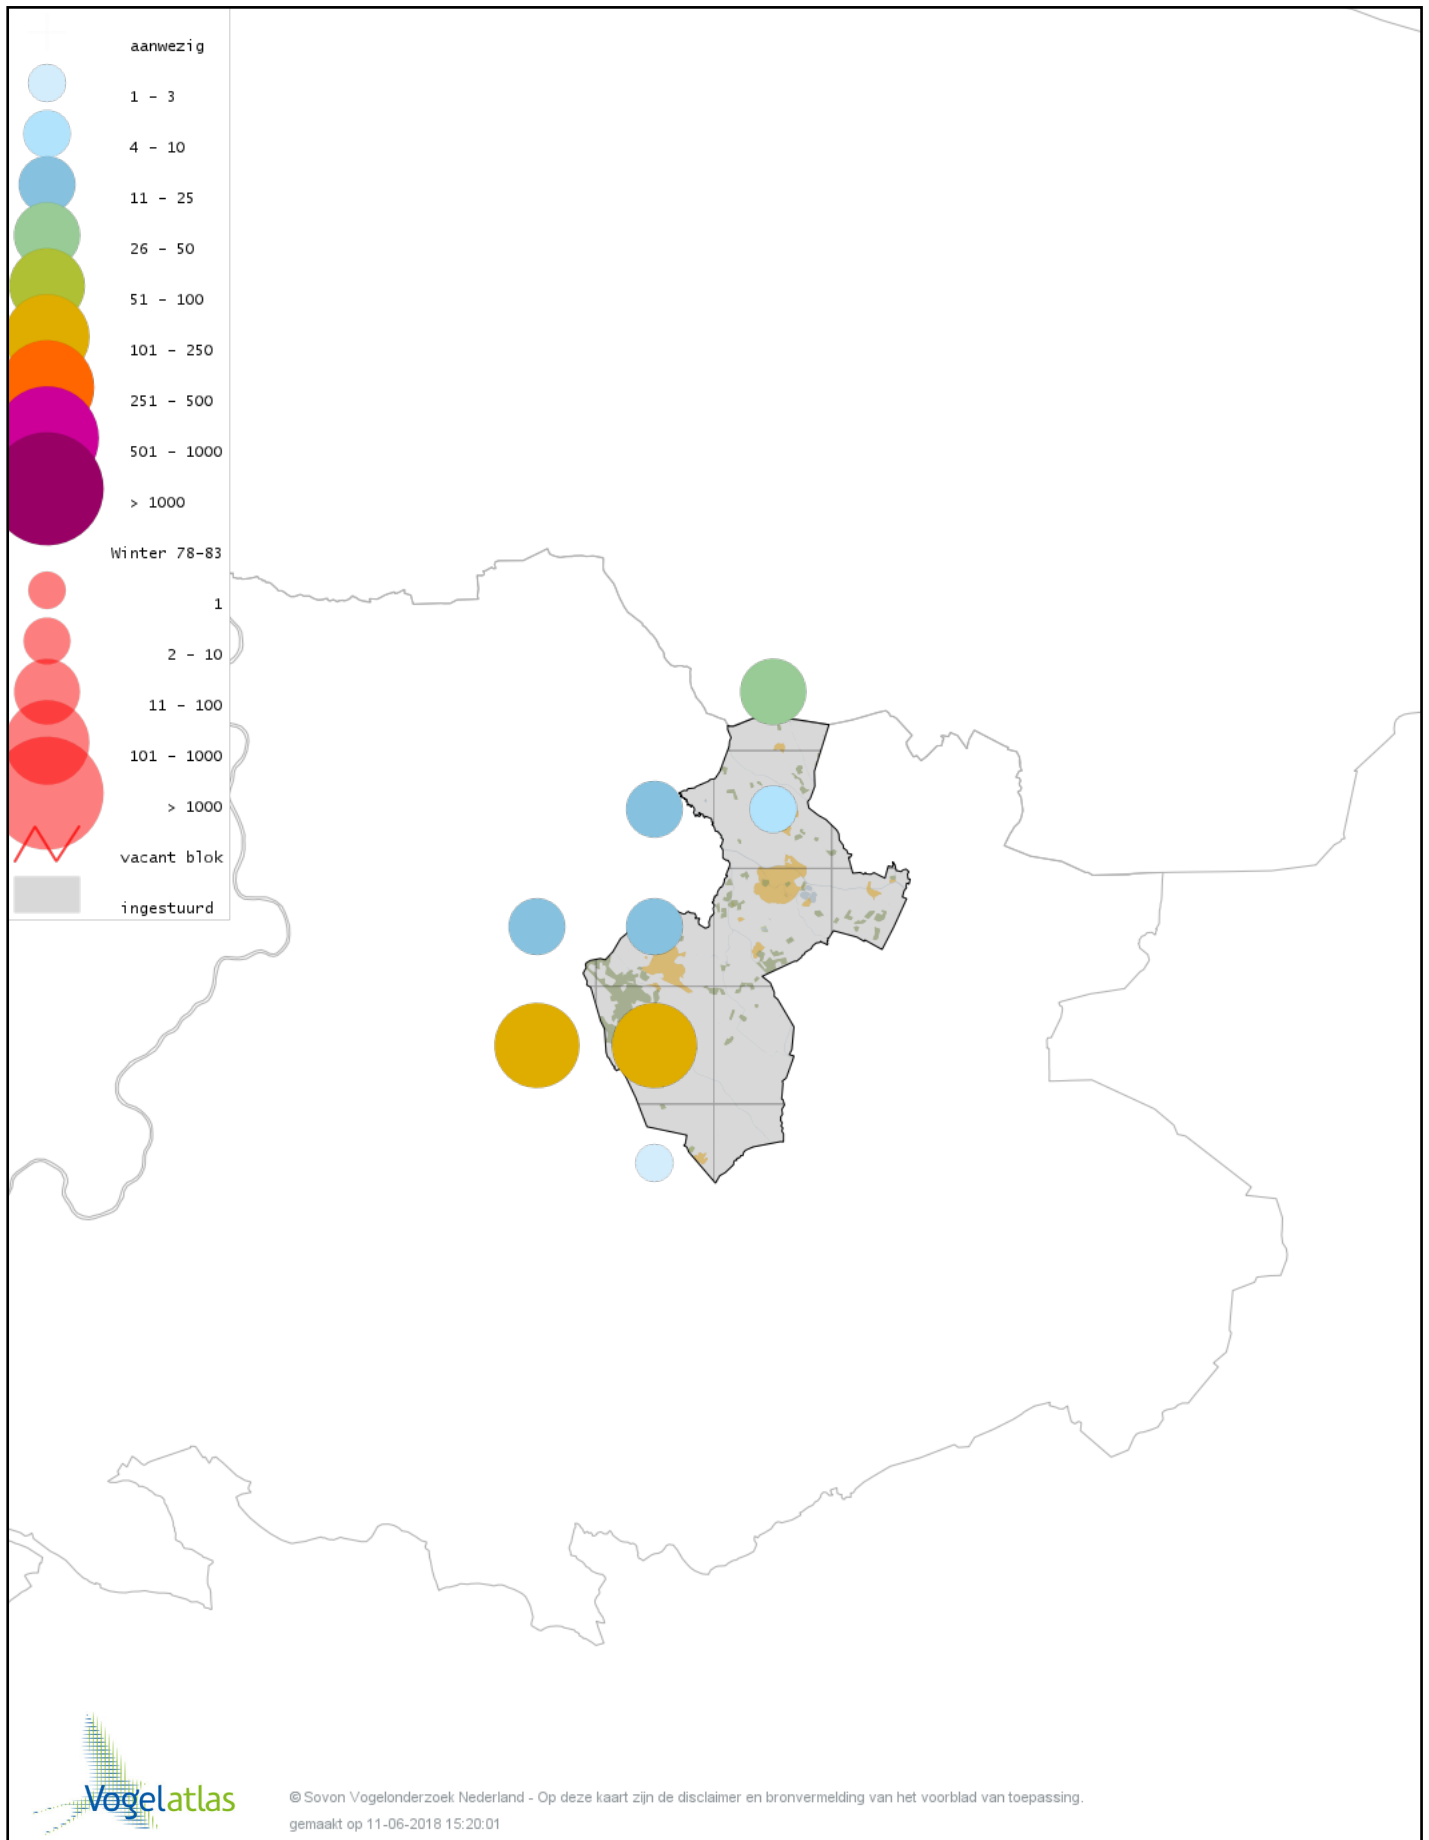 aanwezig
1 - 3
4 - 10
11 - 25
26 - 50
51 - 100
101 - 250
251 - 500
501 - 1000
> 1000
Winter 78-83
1
2 - 10
11 - 100
101 - 1000
> 1000
vacant blok
ingestuurd
Vogelatlas
© Sovon Vogelonderzoek Nederland - Op deze kaart zijn de disclaimer en bronvermelding van het voorblad van toepassing.
gemaakt op 11-06-2018 15:20:01